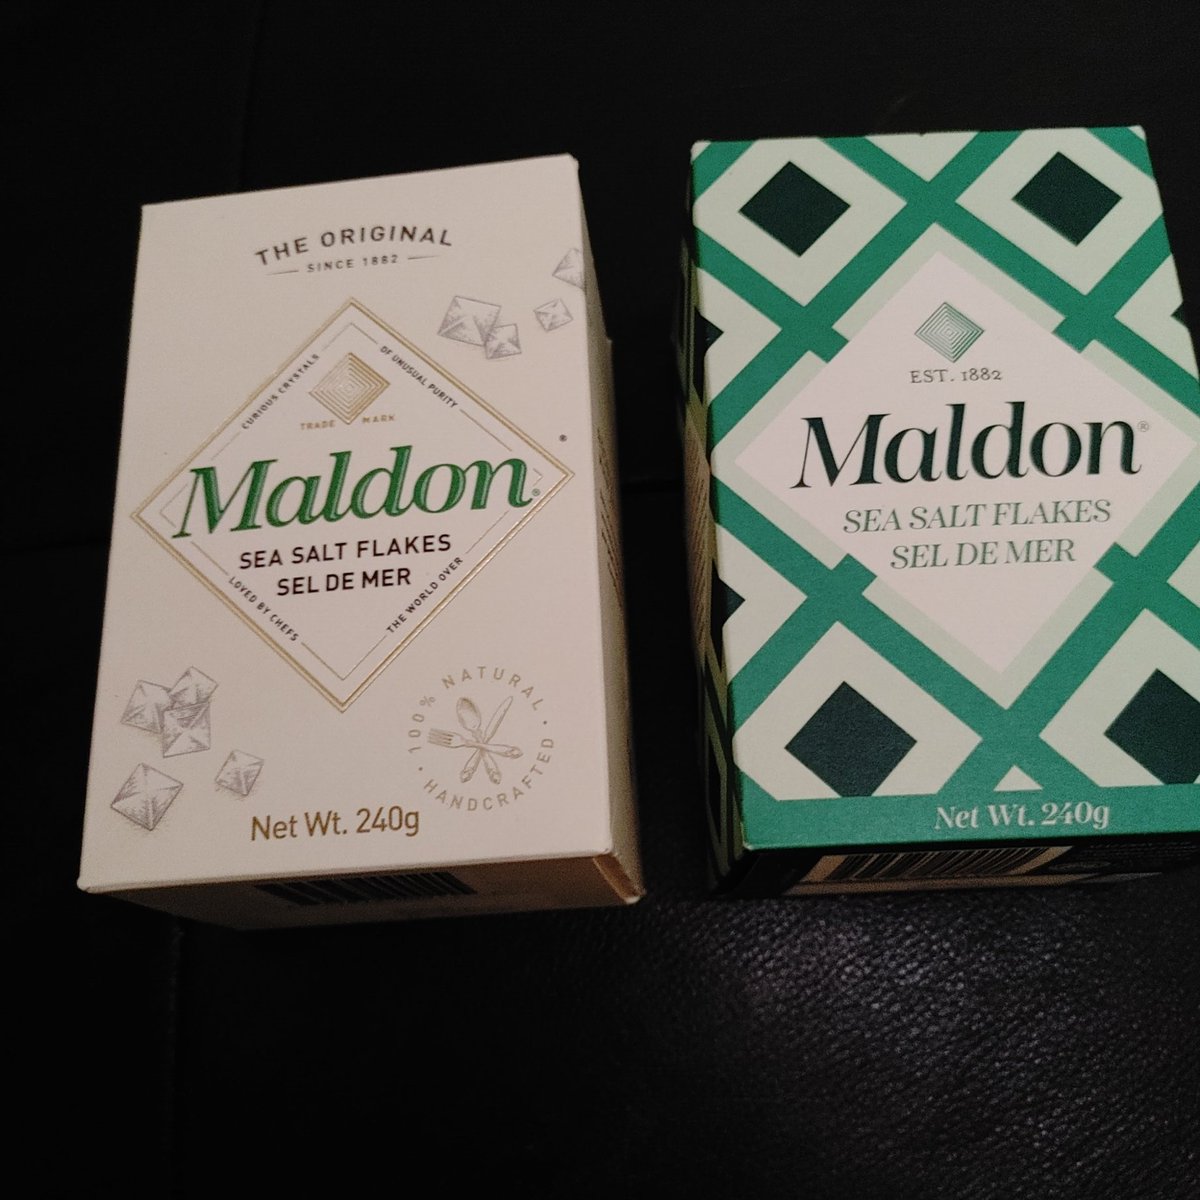 THE ORIGINAL
SINCE 1882
CURIOUS CRYSTALS
OF UNUSUAL PURITY
TRADE MARK
Maldon®
SEA SALT FLAKES
SEL DE MER
LOVED BY CHEFS
THE WORLD OVER
100% NATURAL · HANDCRAFTED ·
Net Wt. 240g
EST. 1882
Maldon®
SEA SALT FLAKES
SEL DE MER
Net Wt. 240g